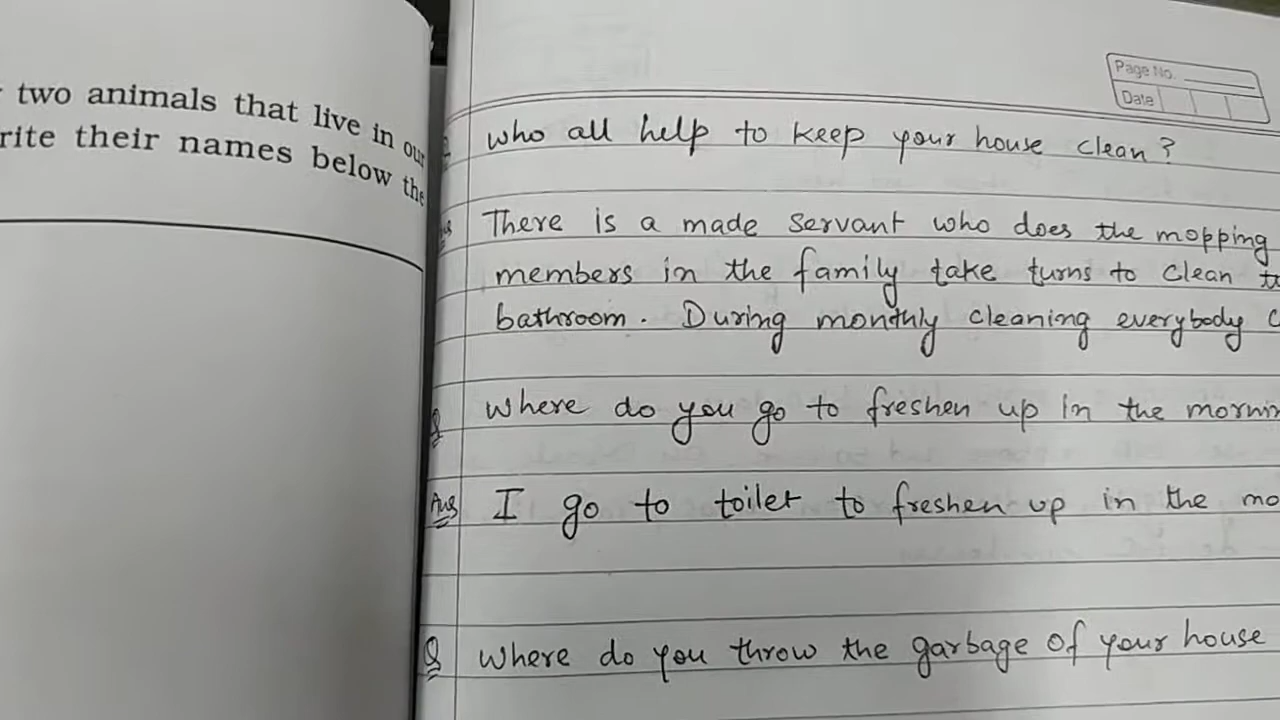 two animals that live in our
rite their names below the
Page No.
Date
who all help to keep your house clean?
There is a made servant who does the mopping
members in the family take turns to clean
bathroom. During monthly cleaning everybody
Q
where do you go to freshen up in the
Ans I go to toilet to freshen up in the
Q where do you throw the garbage of your house